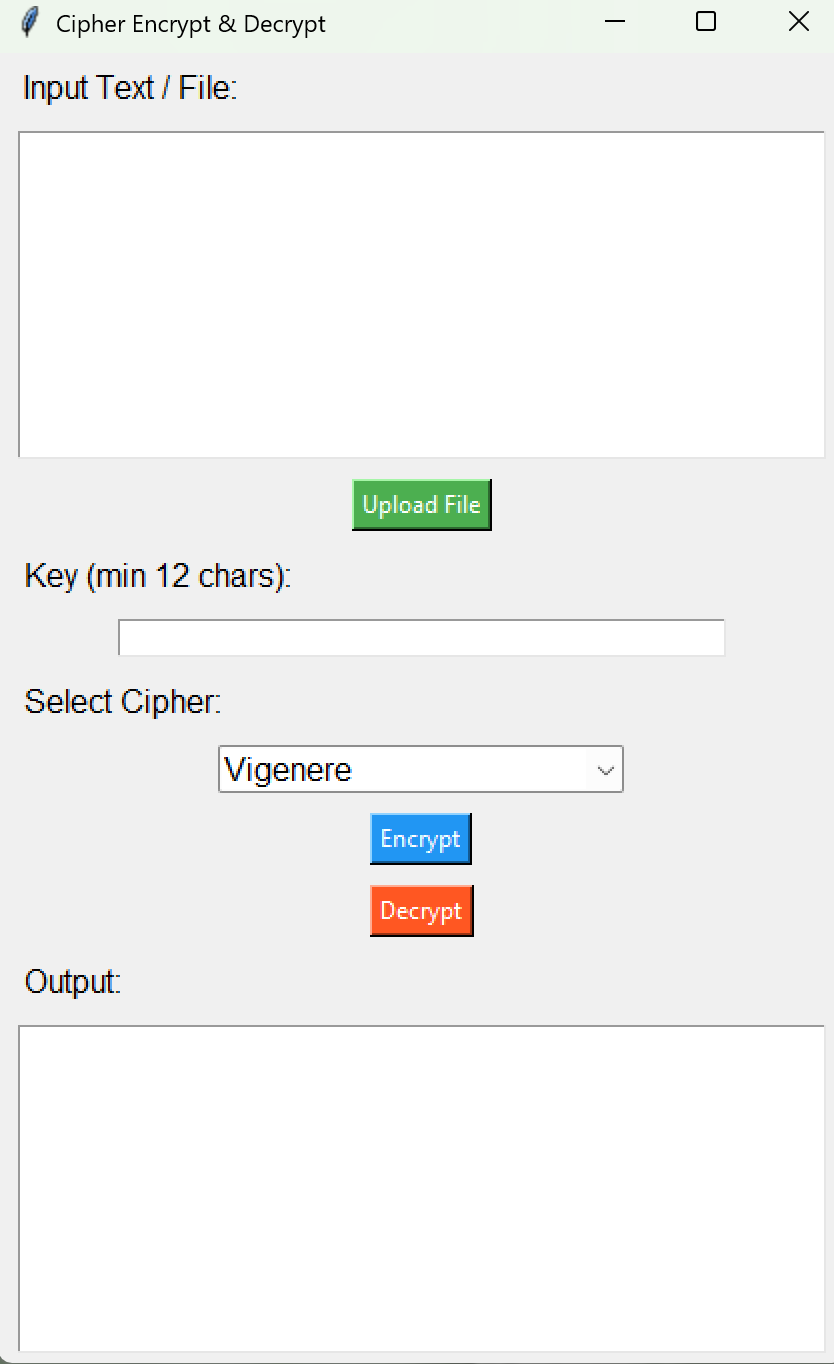 Cipher Encrypt & Decrypt
Input Text / File:
Upload File
Key (min 12 chars):
Select Cipher:
Vigenere
Encrypt
Decrypt
Output: